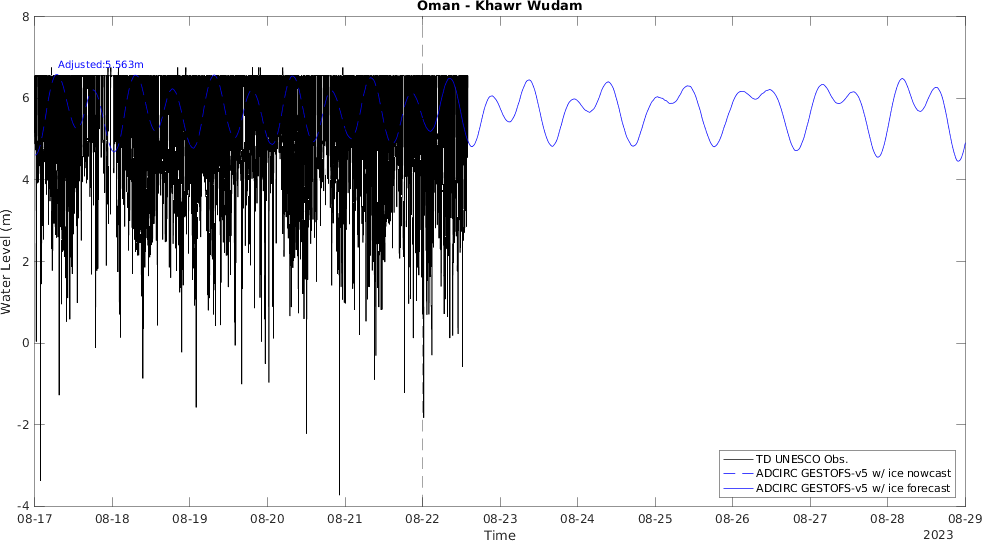 Oman - Khawr Wudam
8
6
4
2
0
-2
-4
Water Level (m)
Adjusted:5.563m
TD UNESCO Obs.
ADCIRC GESTOFS-v5 w/ ice nowcast
ADCIRC GESTOFS-v5 w/ ice forecast
08-17 08-18 08-19 08-20 08-21 08-22 08-23 08-24 08-25 08-26 08-27 08-28 08-29
Time
2023